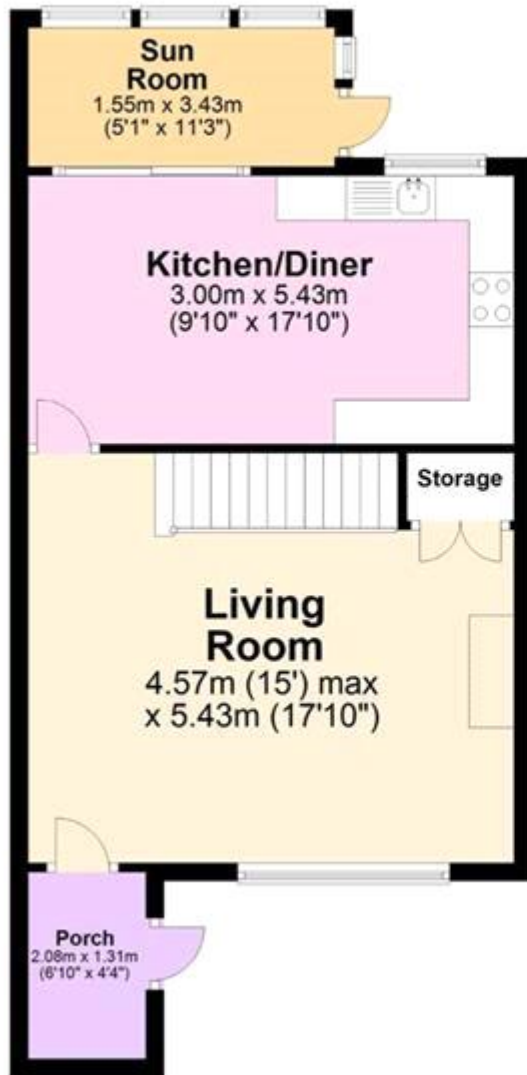 Sun
Room
1.55m x 3.43m
(5'1" x 11'3")
Kitchen/Diner
3.00m x 5.43m
(9'10" x 17'10")
Storage
Living
Room
4.57m (15') max
x 5.43m (17'10")
Porch
2.08m x 1.31m
(6'10" x 4'4")